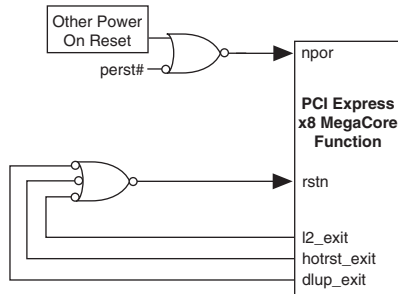 Other Power
On Reset
perst#
npor
PCI Express
x8 MegaCore
Function
rstn
l2_exit
hotrst_exit
dlup_exit